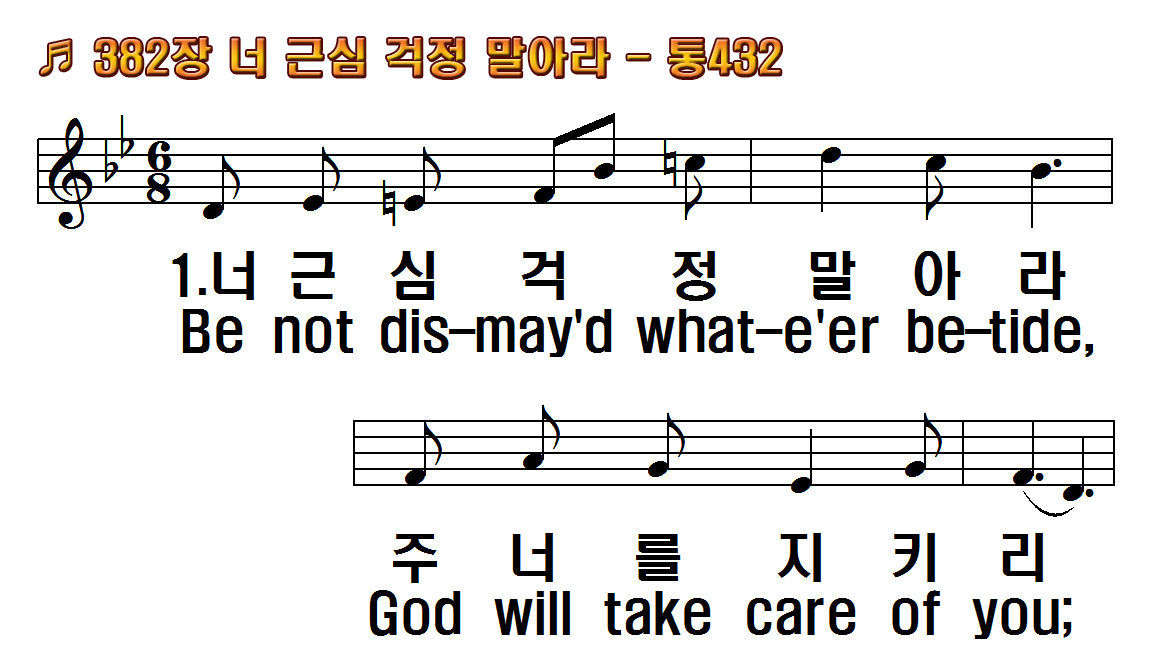 ♬ 382장 너 근심 걱정 말아라 - 통432
6
8
1.너 근 심 걱 정 말 아 라
Be not dis-may'd what-e'er be-tide,
주 너 를 지 키 리
God will take care of you;